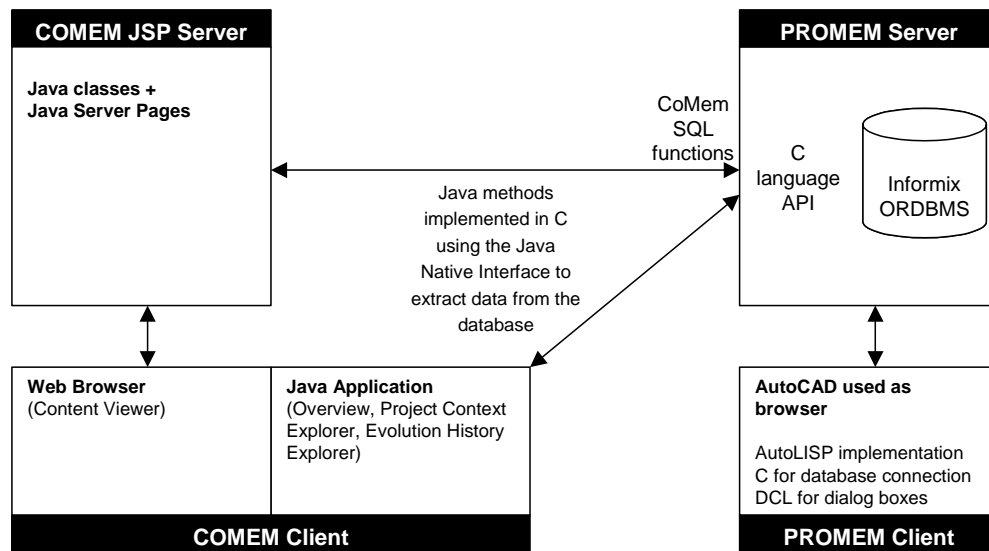 COMEM JSP Server
Java classes +
Java Server Pages
PROMEM Server
CoMem
SQL
functions
C
language
API
Informix
ORDBMS
Java methods
implemented in C
using the Java
Native Interface to
extract data from the
database
Web Browser
(Content Viewer)
Java Application
(Overview, Project Context
Explorer, Evolution History
Explorer)
COMEM Client
AutoCAD used as
browser
AutoLISP implementation
C for database connection
DCL for dialog boxes
PROMEM Client